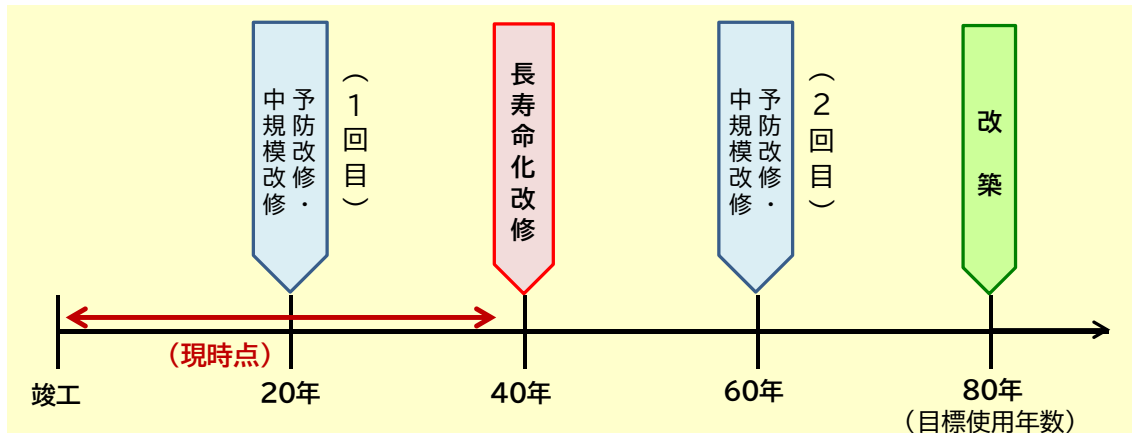 予防改修・
中規模改修
（１回目）
長寿命化改修
予防改修・
中規模改修
（２回目）
改築
（現時点）
竣工
20年
40年
60年
80年
（目標使用年数）